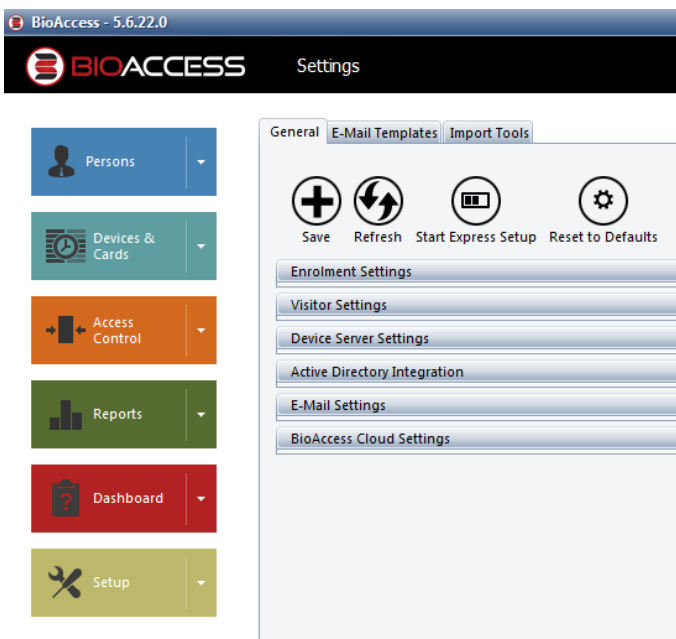 BioAccess - 5.6.22.0
BIOACCESS
Settings
Persons
Devices &
Cards
Access
Control
Reports
Dashboard
Setup
General
E-Mail Templates
Import Tools
Save
Refresh
Start Express Setup
Reset to Defaults
Enrolment Settings
Visitor Settings
Device Server Settings
Active Directory Integration
E-Mail Settings
BioAccess Cloud Settings